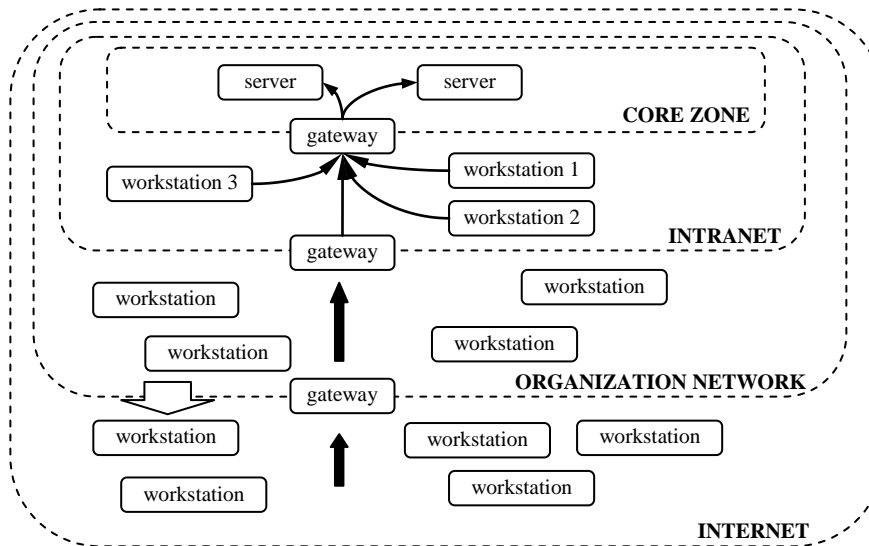 server
server
CORE ZONE
gateway
workstation 3
workstation 1
workstation 2
INTRANET
gateway
workstation
workstation
workstation
workstation
ORGANIZATION NETWORK
gateway
workstation
workstation
workstation
workstation
workstation
INTERNET